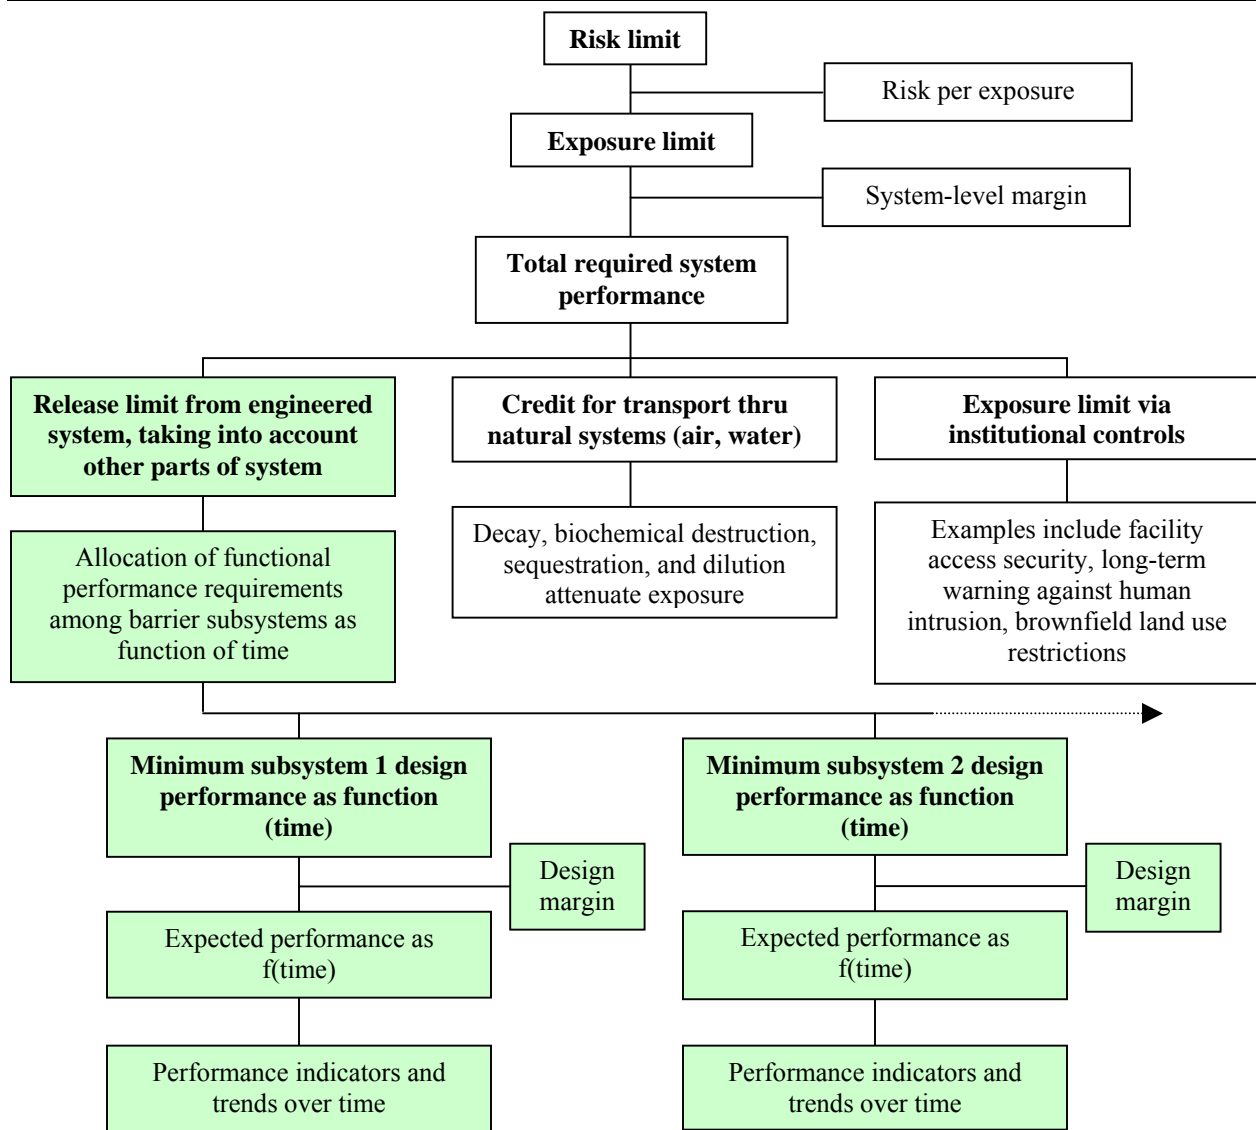 Risk limit
Risk per exposure
Exposure limit
System-level margin
Total required system
performance
Release limit from engineered
system, taking into account
other parts of system
Credit for transport thru
natural systems (air, water)
Exposure limit via
institutional controls
Allocation of functional
performance requirements
among barrier subsystems as
function of time
Decay, biochemical destruction,
sequestration, and dilution
attenuate exposure
Examples include facility
access security, long-term
warning against human
intrusion, brownfield land use
restrictions
Minimum subsystem 1 design
performance as function
(time)
Minimum subsystem 2 design
performance as function
(time)
Design
margin
Design
margin
Expected performance as
f(time)
Expected performance as
f(time)
Performance indicators and
trends over time
Performance indicators and
trends over time